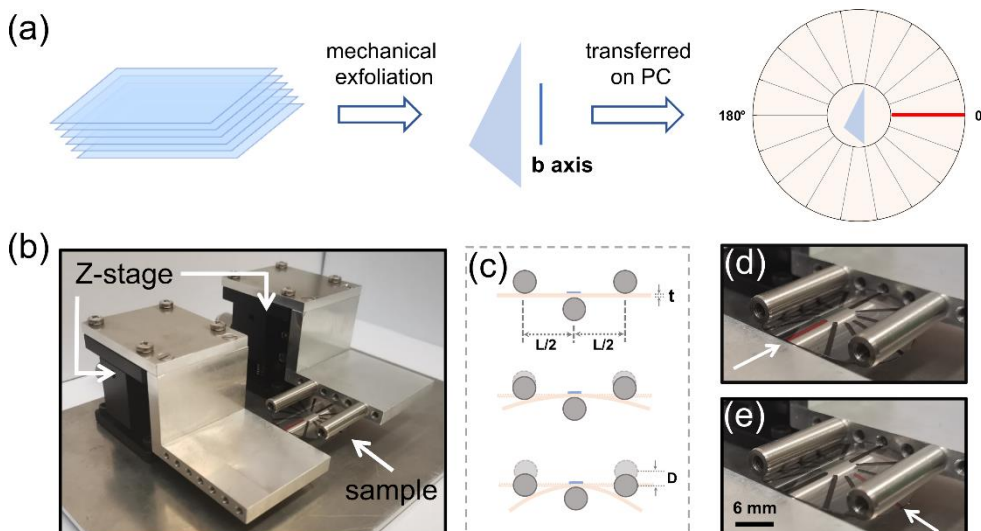 (a)
mechanical
exfoliation
b axis
transferred
on PC
180°
0
(b)
Z-stage
sample
(c)
t
L/2
L/2
D
(d)
(e)
6 mm